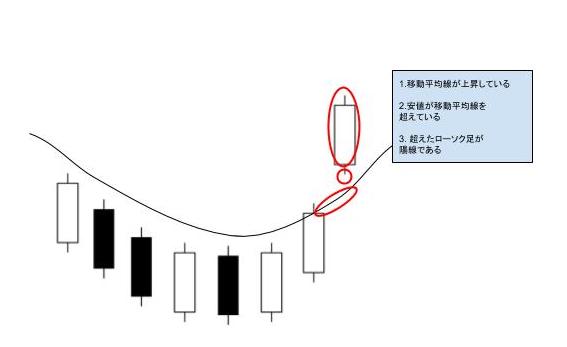 1.移動平均線が上昇している
2.安値が移動平均線を
超えている
3. 超えたローソク足が
陽線である